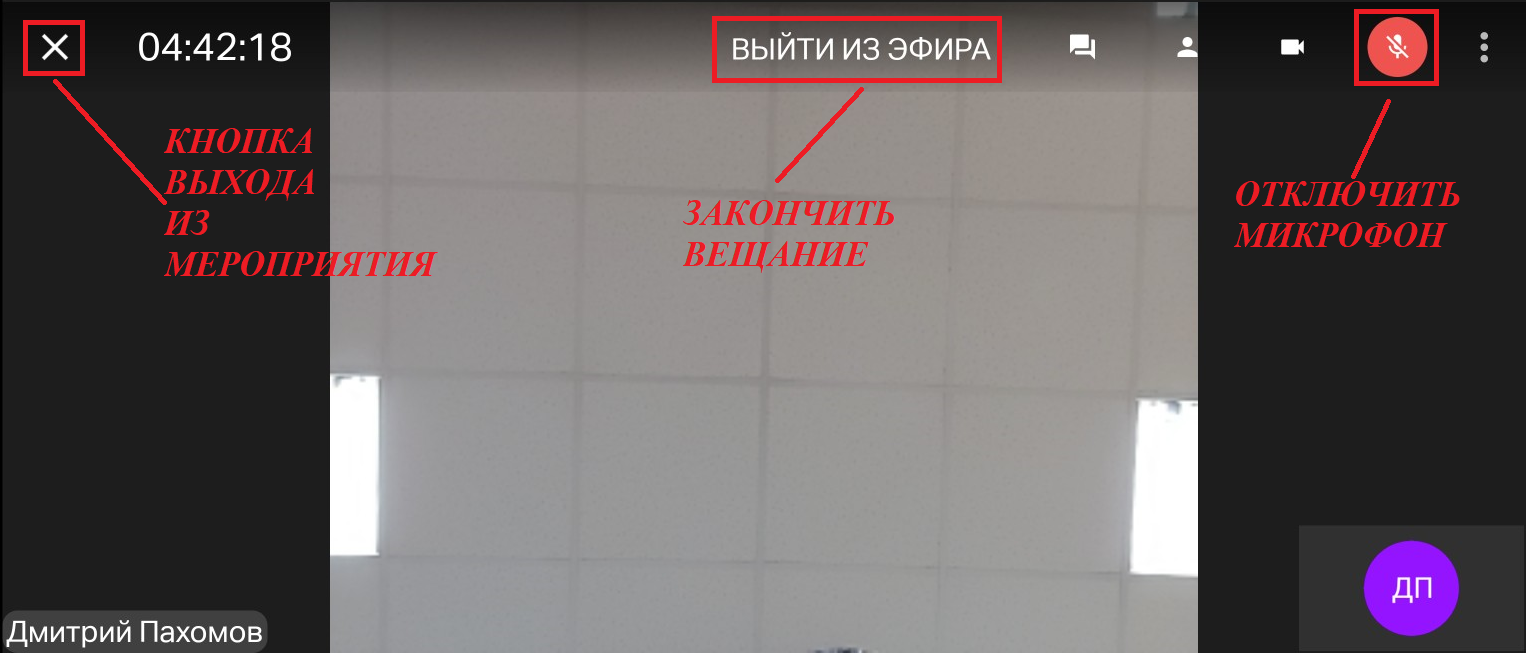 04:42:18
ВЫЙТИ ИЗ ЭФИРА
КНОПКА
ВЫХОДА
ИЗ
МЕРОПРИЯТИЯ
ЗАКОНЧИТЬ
ВЕЩАНИЕ
ОТКЛЮЧИТЬ
МИКРОФОН
ДП
Дмитрий Пахомов